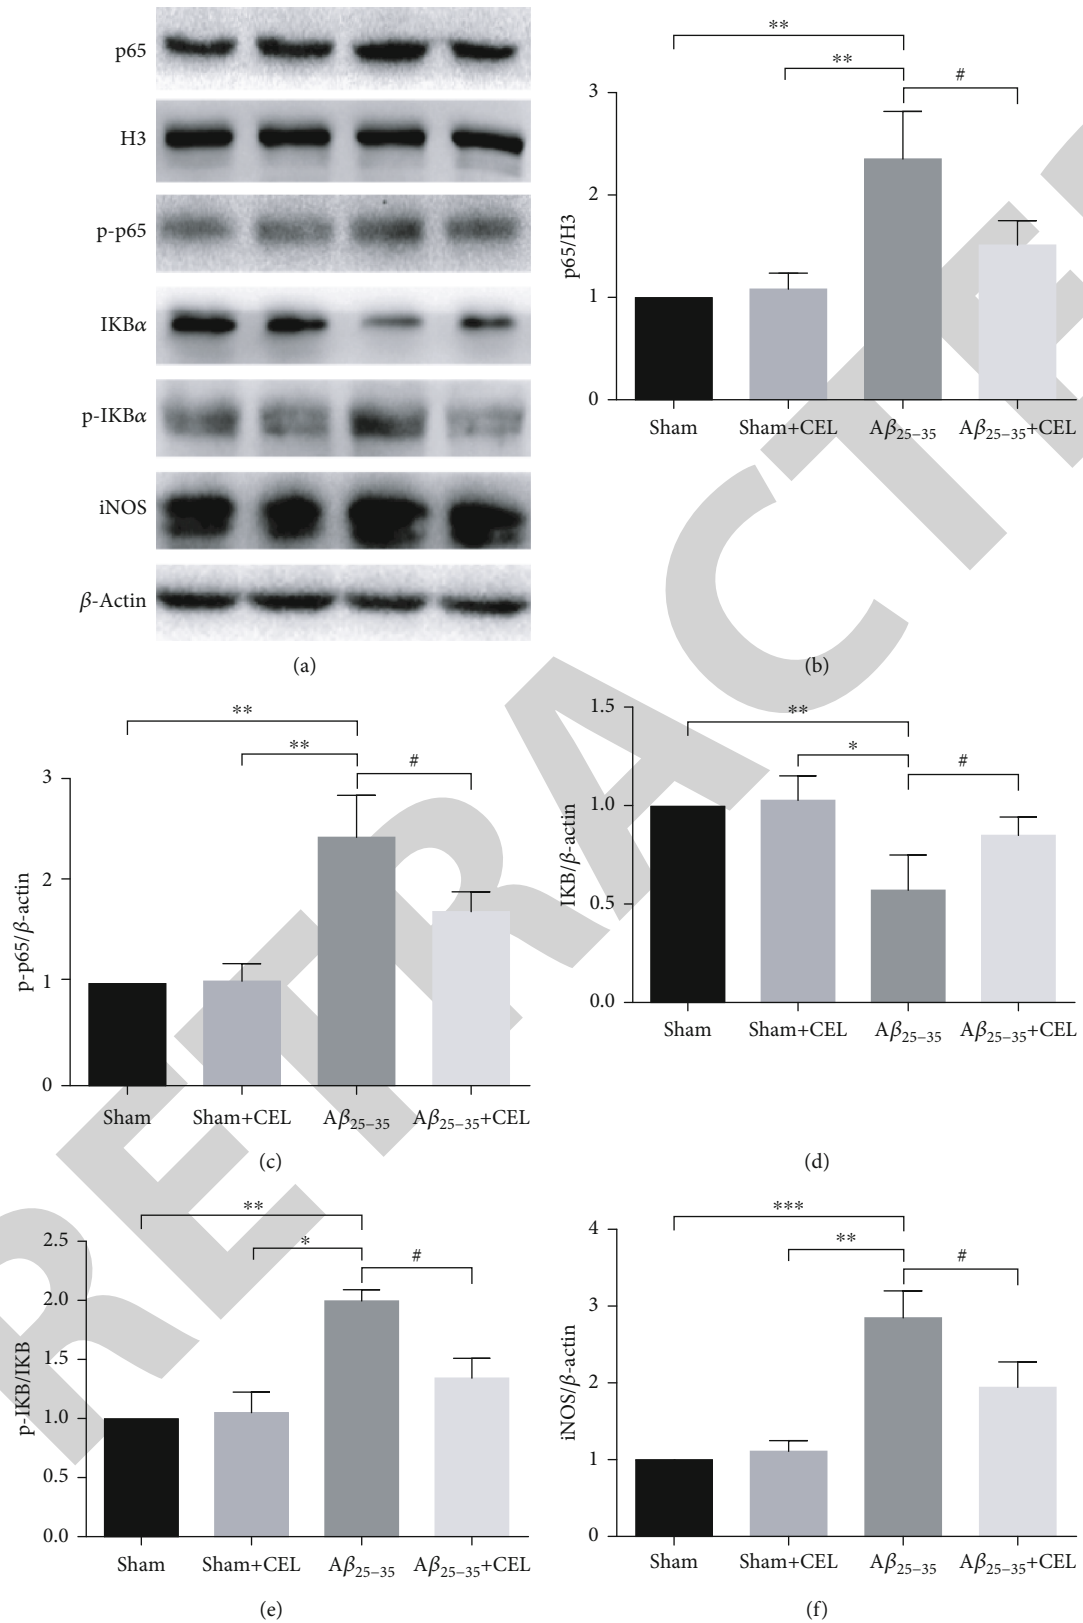 p65
H3
p-p65
IKBα
p-IKBα
iNOS
β-Actin
(a)
**
**
#
3
2
1
0
p65/H3
Sham
Sham+CEL
Aβ25–35
Aβ25–35+CEL
(b)
**
**
#
3
2
1
0
p-p65/β-actin
Sham
Sham+CEL
Aβ25–35
Aβ25–35+CEL
(c)
**
*
#
1.5
1.0
0.5
0.0
IKB/β-actin
Sham
Sham+CEL
Aβ25–35
Aβ25–35+CEL
(d)
**
*
#
2.5
2.0
1.5
1.0
0.5
0.0
p-IKB/IKB
Sham
Sham+CEL
Aβ25–35
Aβ25–35+CEL
(e)
***
**
#
4
3
2
1
0
iNOS/β-actin
Sham
Sham+CEL
Aβ25–35
Aβ25–35+CEL
(f)
RETRACTE